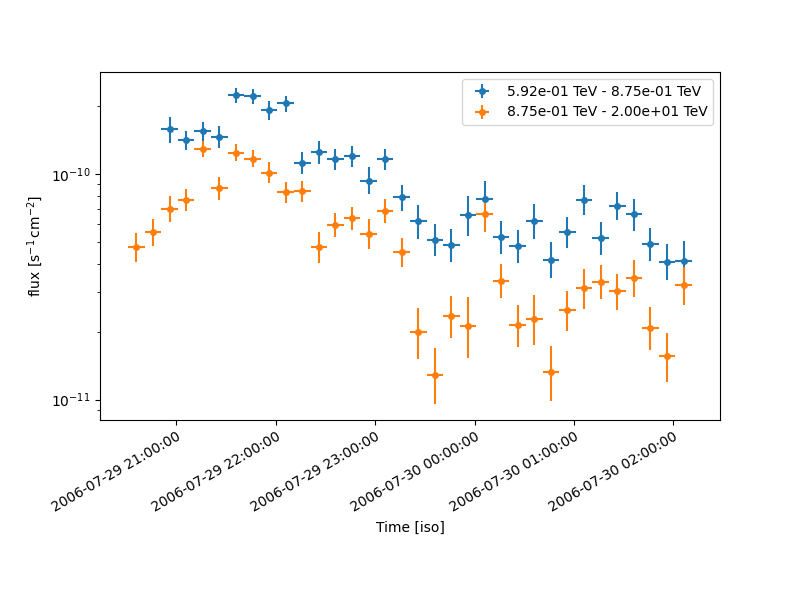 5.92e-01 TeV - 8.75e-01 TeV
8.75e-01 TeV - 2.00e+01 TeV
10⁻¹⁰
10⁻¹¹
flux [s⁻¹cm⁻²]
2006-07-29 21:00:00
2006-07-29 22:00:00
2006-07-29 23:00:00
2006-07-30 00:00:00
2006-07-30 01:00:00
2006-07-30 02:00:00
Time [iso]